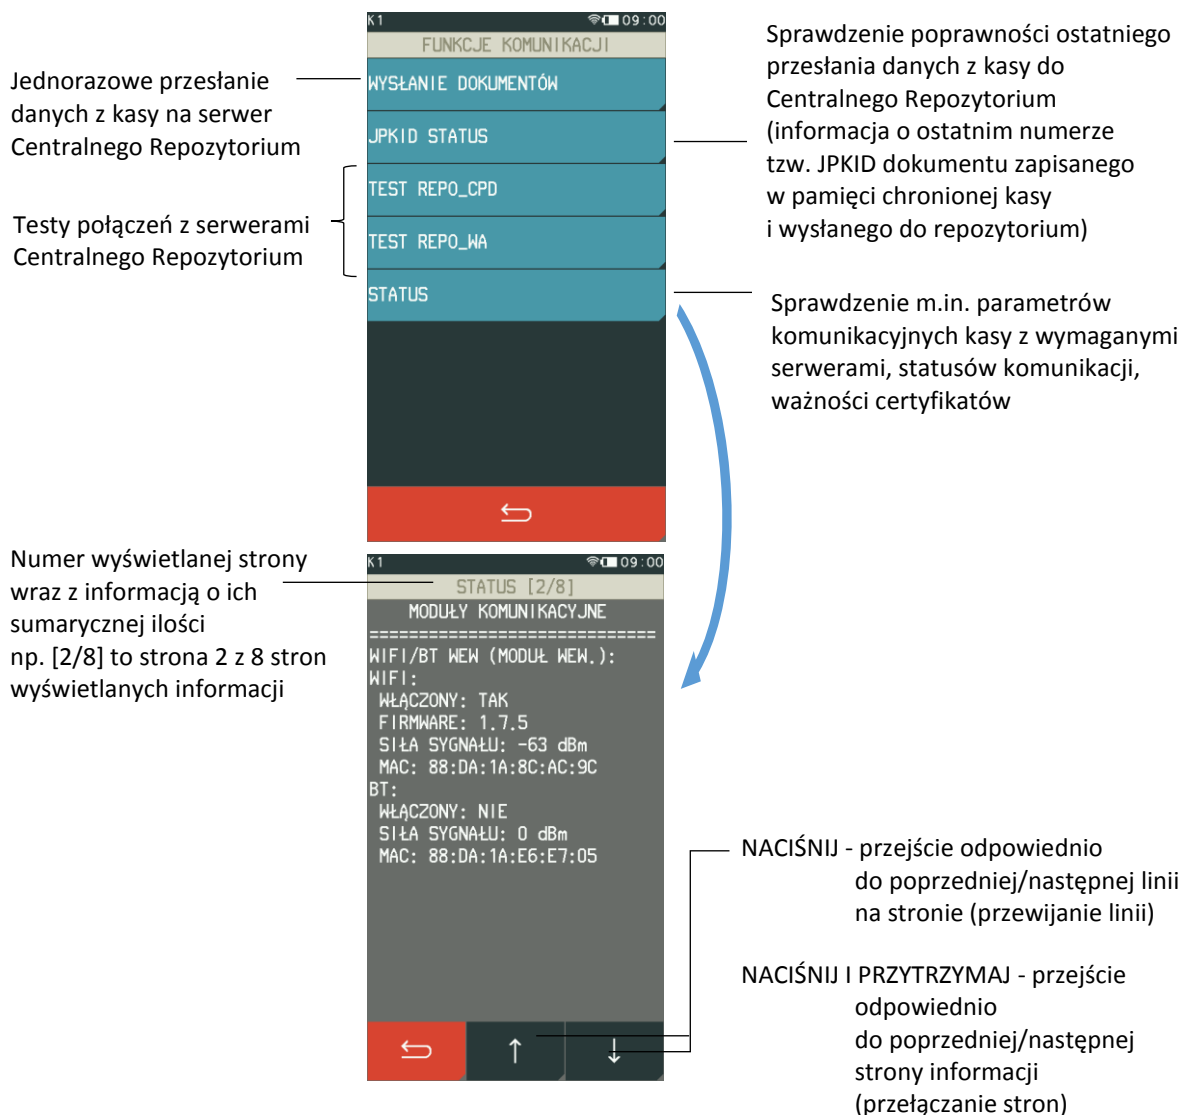 K1 09:00
FUNKCJE KOMUNIKACJI
WYSŁANIE DOKUMENTÓW
JPKID STATUS
TEST REPO_CPD
TEST REPO_WA
STATUS
Jednorazowe przesłanie
danych z kasy na serwer
Centralnego Repozytorium
Testy połączeń z serwerami
Centralnego Repozytorium
Sprawdzenie poprawności ostatniego
przesłania danych z kasy do
Centralnego Repozytorium
(informacja o ostatnim numerze
tzw. JPKID dokumentu zapisanego
w pamięci chronionej kasy
i wysłanego do repozytorium)
Sprawdzenie m.in. parametrów
komunikacyjnych kasy z wymaganymi
serwerami, statusów komunikacji,
ważności certyfikatów
Numer wyświetlanej strony
wraz z informacją o ich
sumarycznej ilości
np. [2/8] to strona 2 z 8 stron
wyświetlanych informacji
K1 09:00
STATUS [2/8]
MODUŁY KOMUNIKACYJNE
==============================
WIFI/BT WEW (MODUŁ WEW.):
WIFI:
WŁĄCZONY: TAK
FIRMWARE: 1.7.5
SIŁA SYGNAŁU: -63 dBm
MAC: 88:DA:1A:8C:AC:9C
BT:
WŁĄCZONY: NIE
SIŁA SYGNAŁU: 0 dBm
MAC: 88:DA:1A:E6:E7:05
NACIŚNIJ - przejście odpowiednio
do poprzedniej/następnej linii
na stronie (przewijanie linii)
NACIŚNIJ I PRZYTRZYMAJ - przejście
odpowiednio
do poprzedniej/następnej
strony informacji
(przełączanie stron)